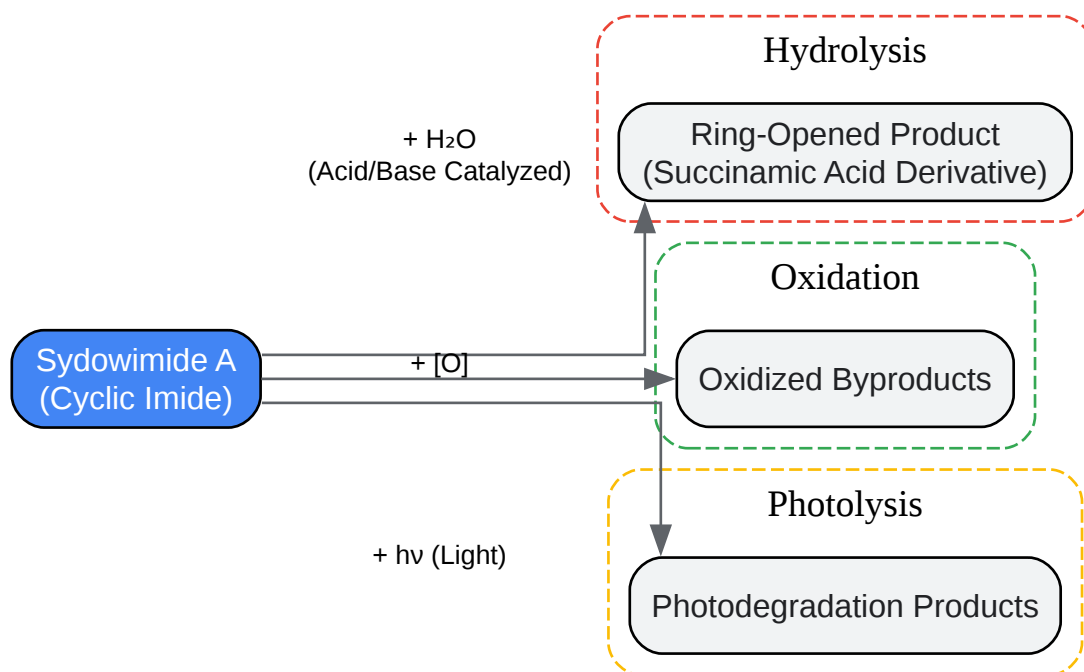 Hydrolysis
+ H₂O
(Acid/Base Catalyzed)
Ring-Opened Product
(Succinamic Acid Derivative)
Oxidation
Sydowimide A
(Cyclic Imide)
+ [O]
Oxidized Byproducts
Photolysis
+ hν (Light)
Photodegradation Products